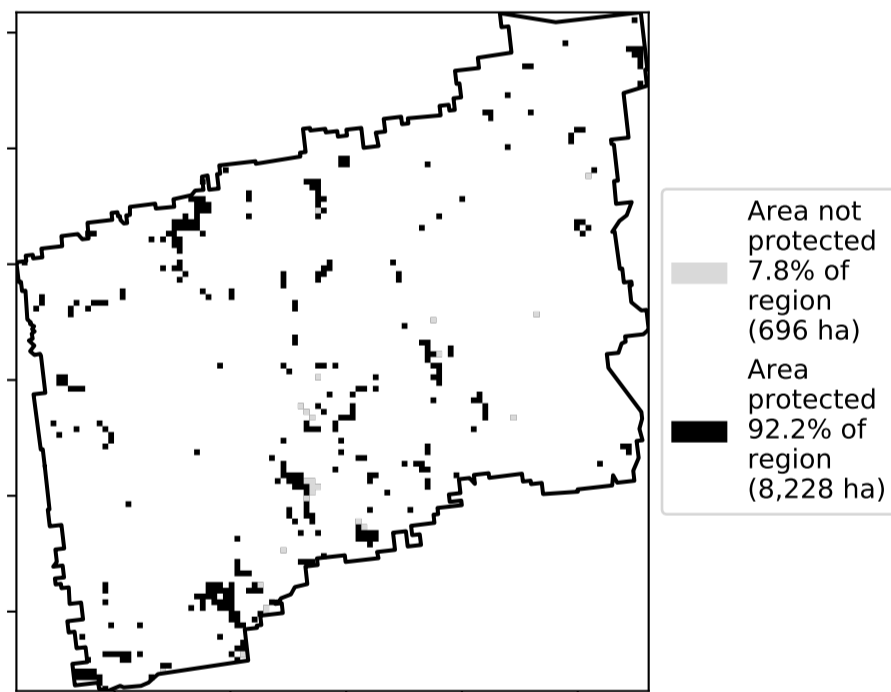 Area not
protected
7.8% of
region
(696 ha)
Area
protected
92.2% of
region
(8,228 ha)